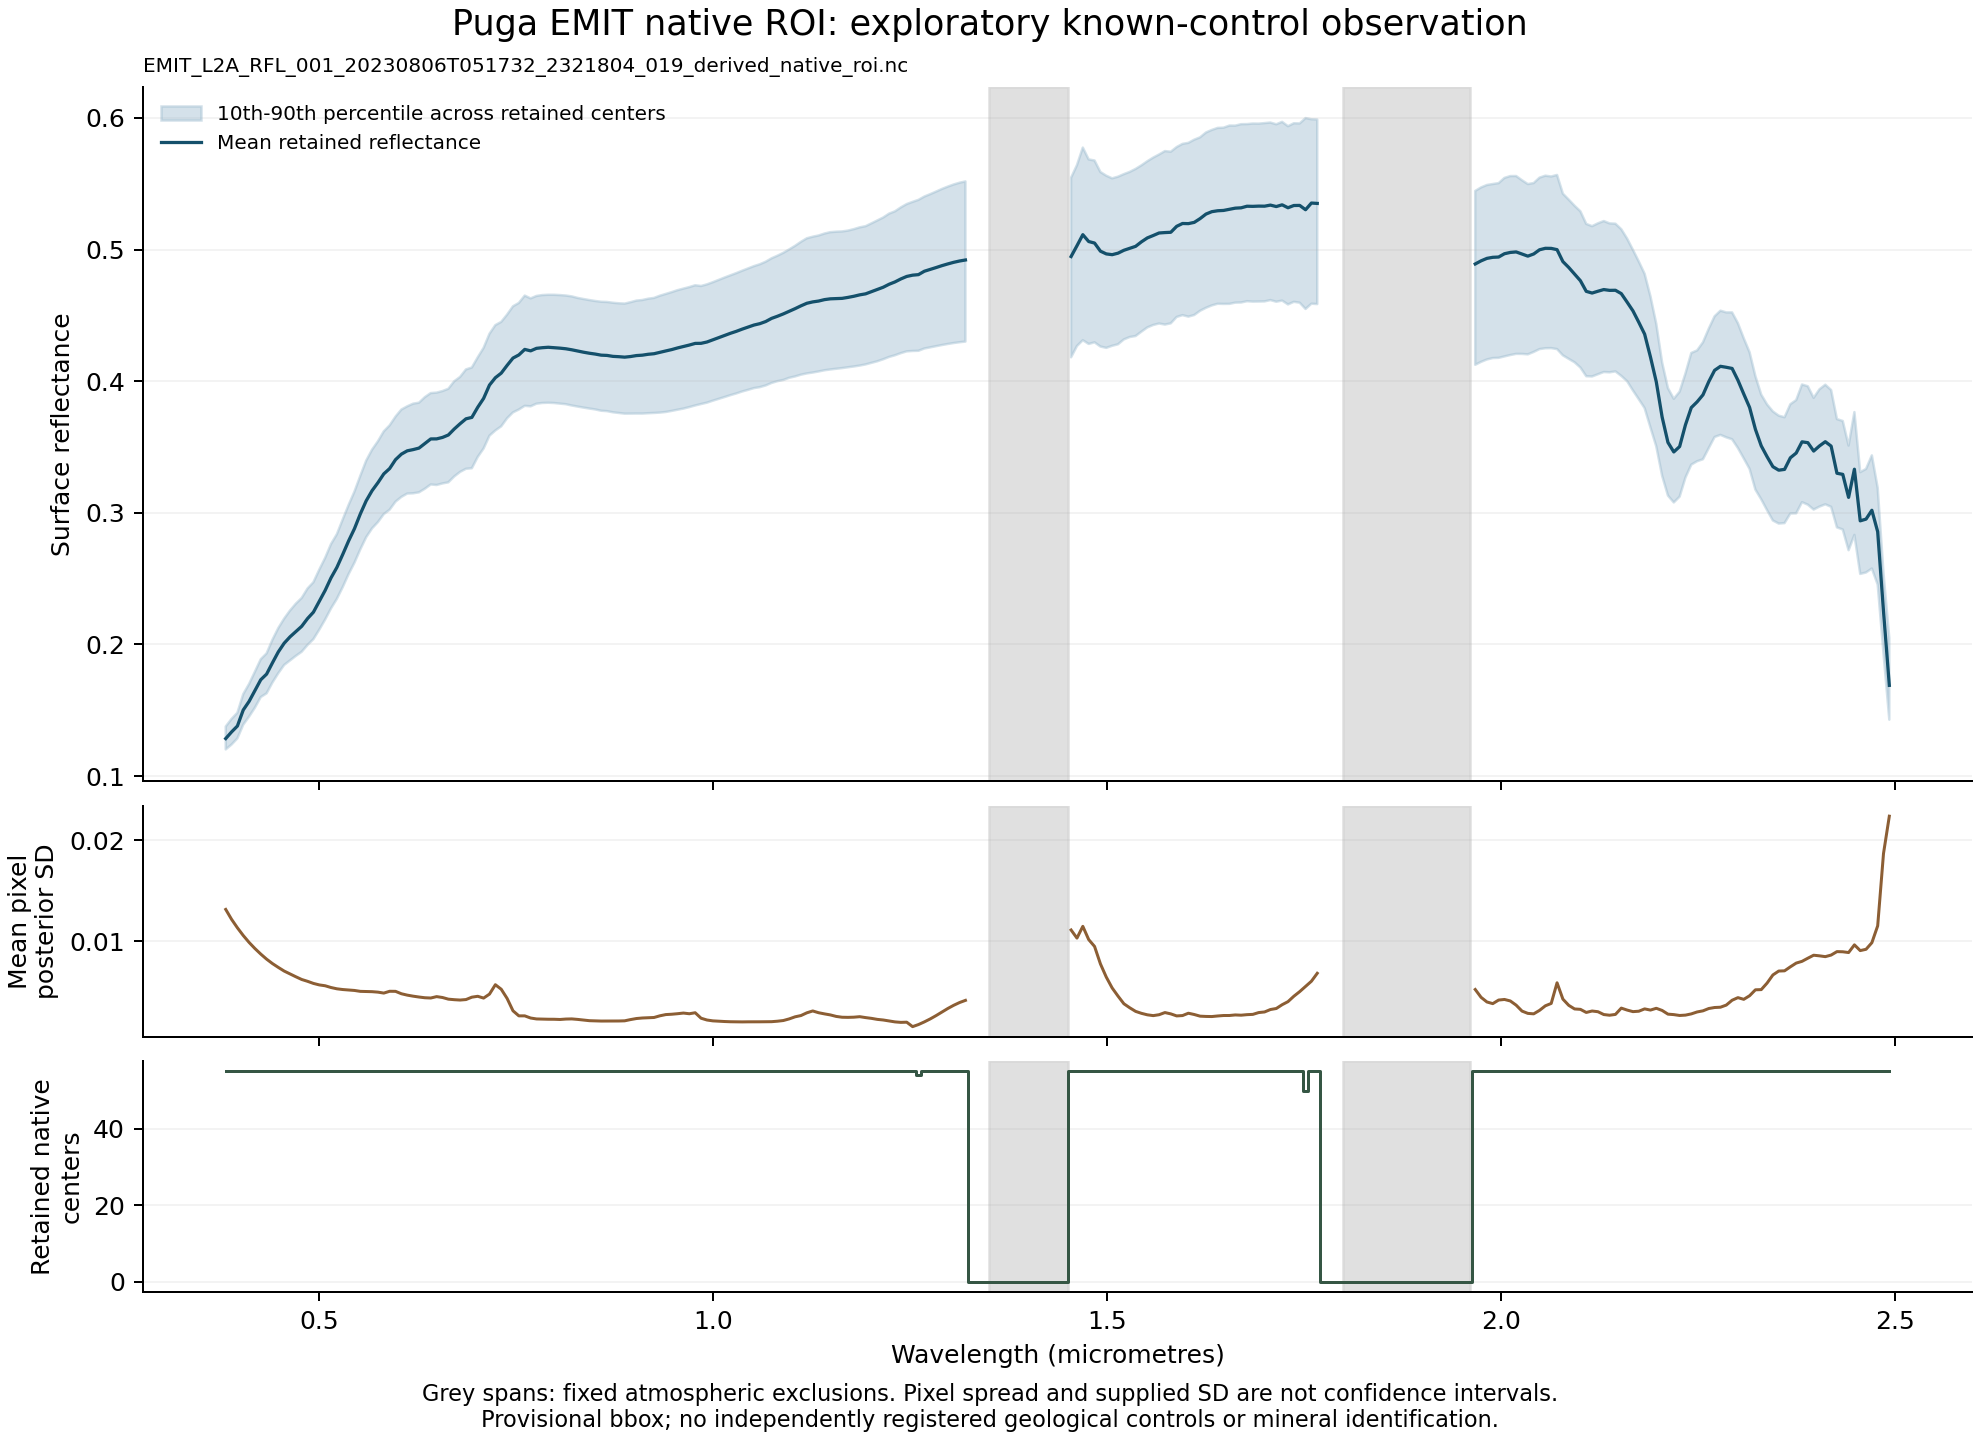 Puga EMIT native ROI: exploratory known-control observation
EMIT_L2A_RFL_001_20230806T051732_2321804_019_derived_native_roi.nc
10th-90th percentile across retained centers
Mean retained reflectance
Surface reflectance
0.6
0.5
0.4
0.3
0.2
0.1
Mean pixel
posterior SD
0.02
0.01
Retained native
centers
40
20
0
0.5
1.0
1.5
2.0
2.5
Wavelength (micrometres)
Grey spans: fixed atmospheric exclusions. Pixel spread and supplied SD are not confidence intervals.
Provisional bbox; no independently registered geological controls or mineral identification.